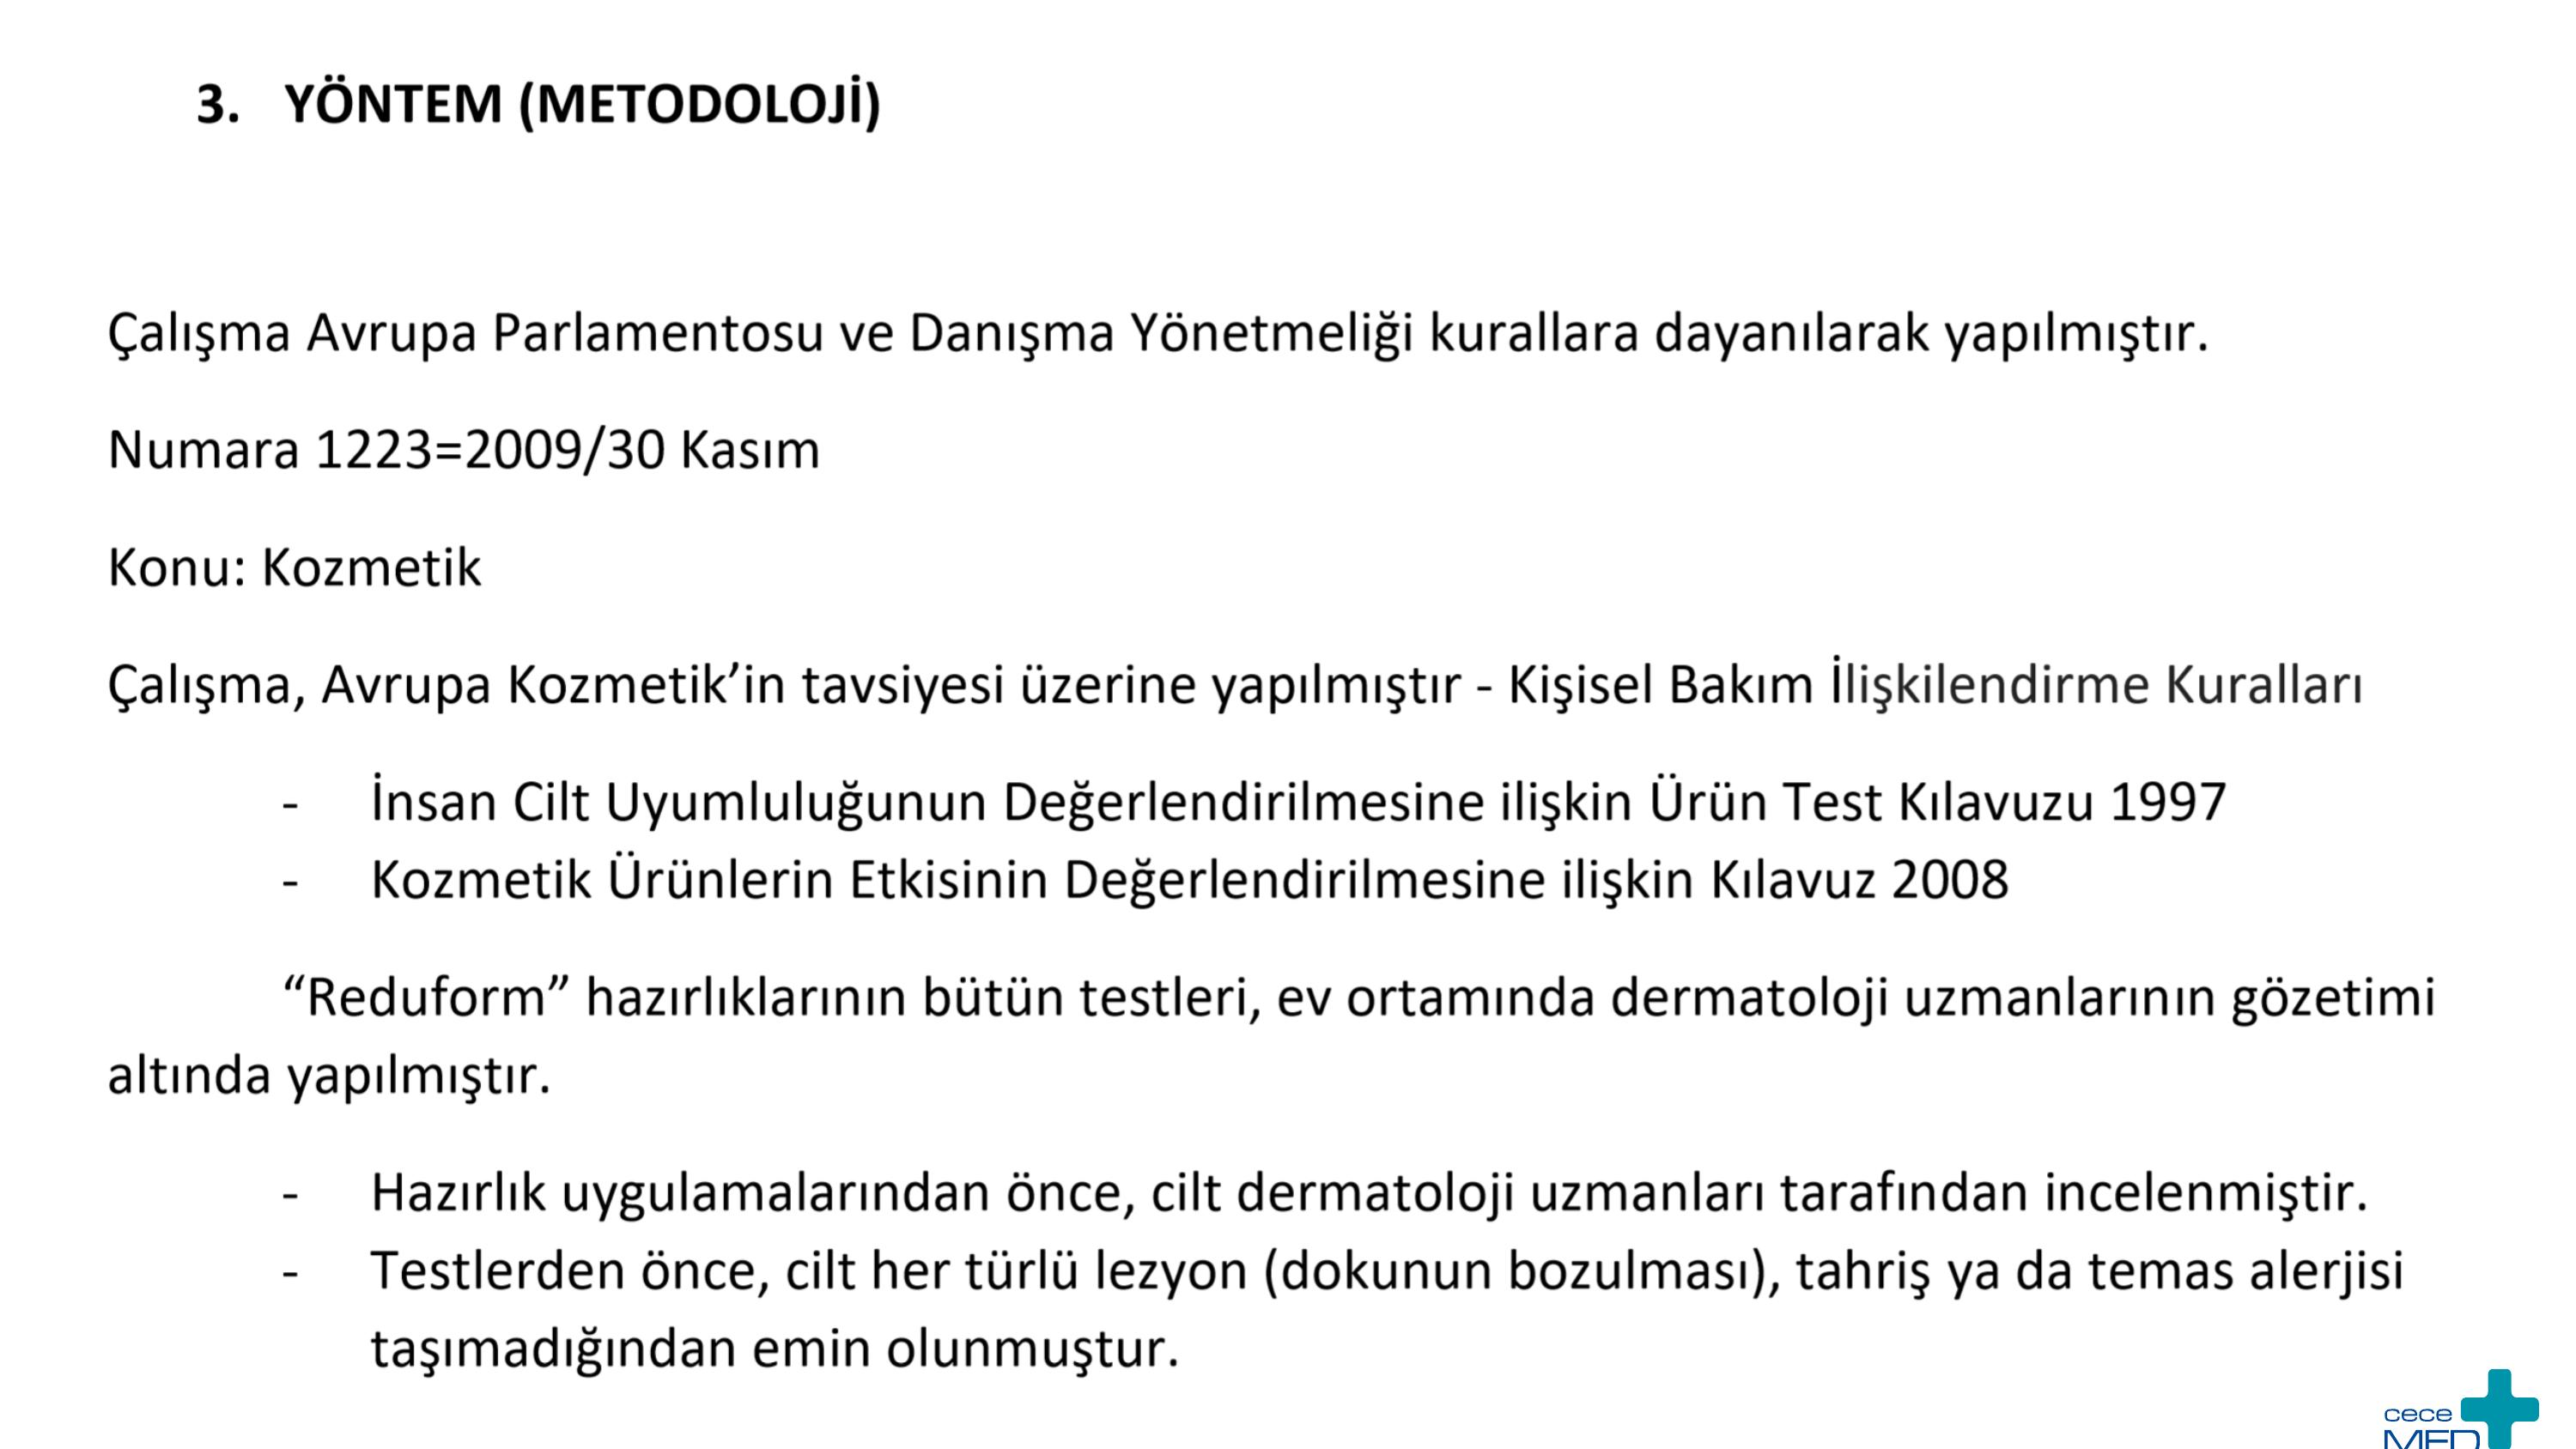 3. YÖNTEM (METODOLOJİ)
Çalışma Avrupa Parlamentosu ve Danışma Yönetmeliği kurallara dayanılarak yapılmıştır.
Numara 1223=2009/30 Kasım
Konu: Kozmetik
Çalışma, Avrupa Kozmetik’in tavsiyesi üzerine yapılmıştır - Kişisel Bakım İlişkilendirme Kuralları
- İnsan Cilt Uyumluluğunun Değerlendirilmesine ilişkin Ürün Test Kılavuzu 1997
- Kozmetik Ürünlerin Etkisinin Değerlendirilmesine ilişkin Kılavuz 2008
“Reduform” hazırlıklarının bütün testleri, ev ortamında dermatoloji uzmanlarının gözetimi
altında yapılmıştır.
- Hazırlık uygulamalarından önce, cilt dermatoloji uzmanları tarafından incelenmiştir.
- Testlerden önce, cilt her türlü lezyon (dokunun bozulması), tahriş ya da temas alerjisi
taşımadığından emin olunmuştur.
cece
MED